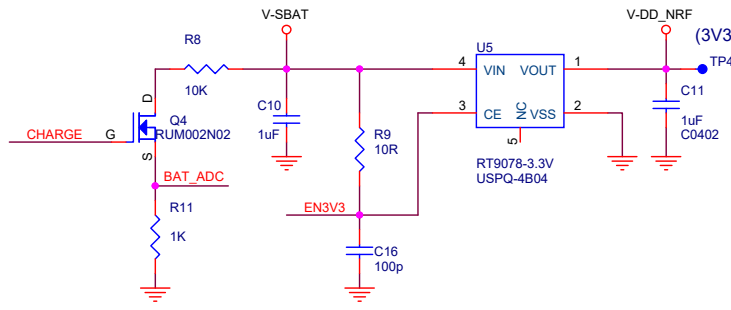 V-SBAT
V-DD_NRF
(3V3
R8
U5
TP4
10K
4
VIN
VOUT
1
D
Q4
RUM002N02
CHARGE
G
S
C10
1uF
R9
10R
3
CE
NC
VSS
2
5
C11
1uF
C0402
RT9078-3.3V
USPQ-4B04
BAT_ADC
R11
1K
EN3V3
C16
100p